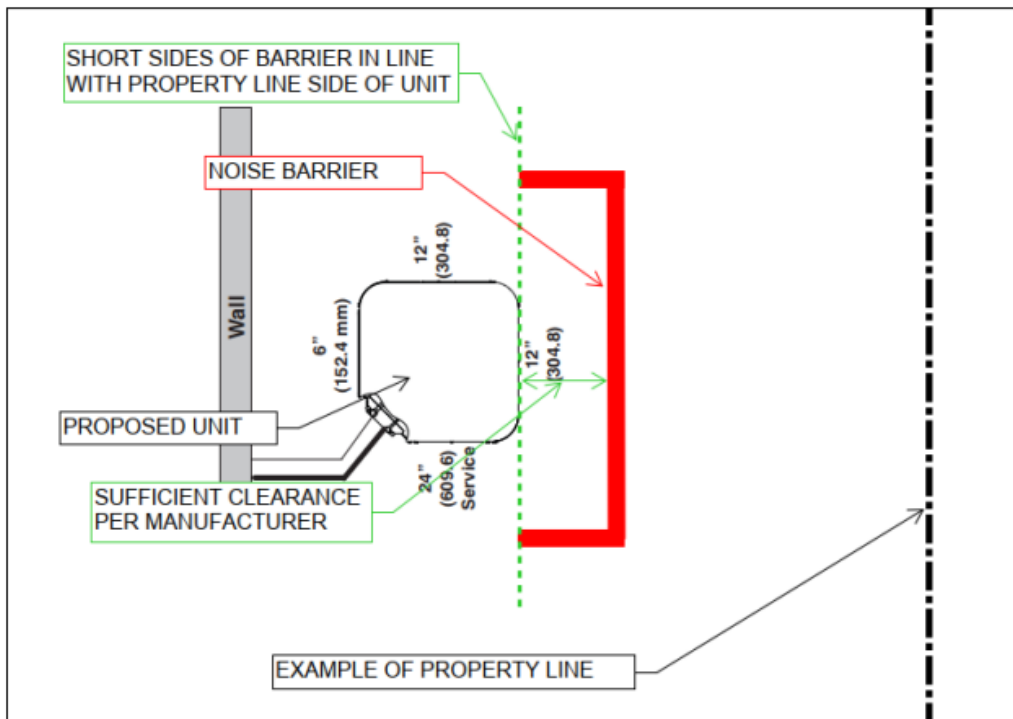 SHORT SIDES OF BARRIER IN LINE
WITH PROPERTY LINE SIDE OF UNIT
NOISE BARRIER
12”
(304.8)
Wall
6”
(152.4 mm)
12”
(304.8)
PROPOSED UNIT
24”
(609.6)
Service
SUFFICIENT CLEARANCE
PER MANUFACTURER
EXAMPLE OF PROPERTY LINE